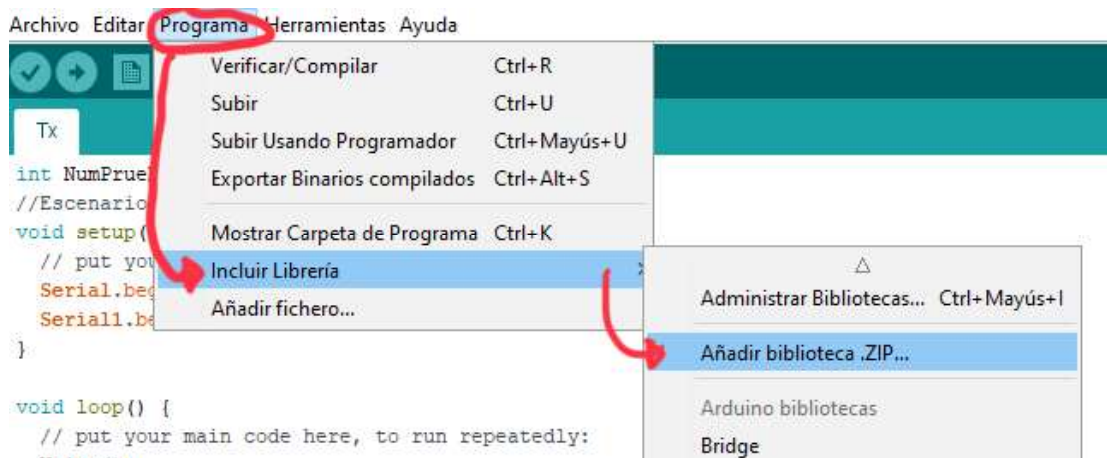 Archivo Editar Programa Herramientas Ayuda
Verificar/Compilar Ctrl+R
Subir Ctrl+U
Subir Usando Programador Ctrl+Mayús+U
Exportar Binarios compilados Ctrl+Alt+S
Mostrar Carpeta de Programa Ctrl+K
Incluir Librería
Añadir fichero...
Administrar Bibliotecas... Ctrl+Mayús+I
Añadir biblioteca .ZIP...
Arduino bibliotecas
Bridge
Tx
int NumPrue
//Escenario
void setup(
// put you
Serial.beg
Serial1.be
}
void loop() {
// put your main code here, to run repeatedly: